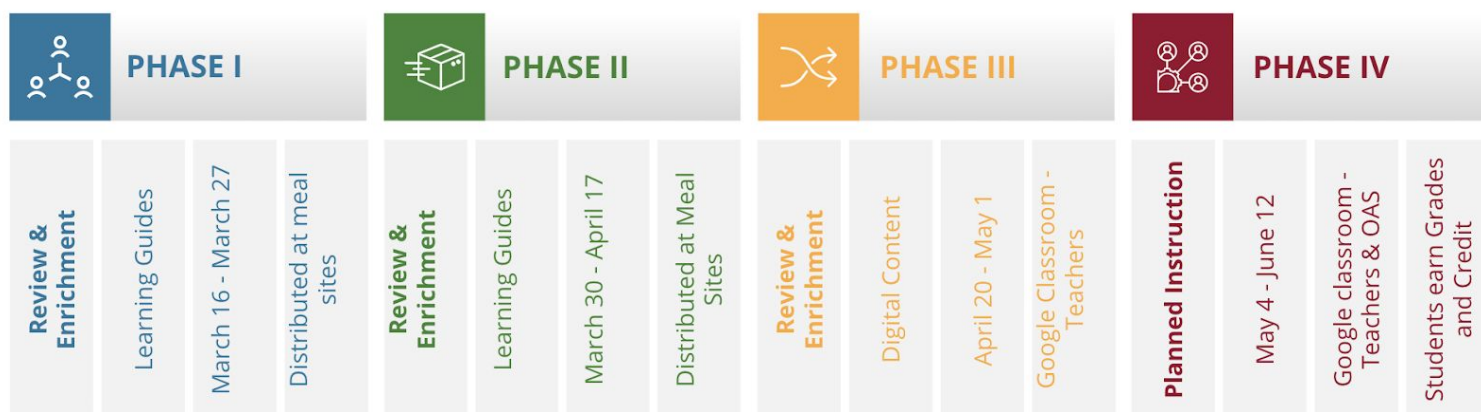 PHASE I
Review &
Enrichment
Learning Guides
March 16 - March 27
Distributed at meal
sites
PHASE II
Review &
Enrichment
Learning Guides
March 30 - April 17
Distributed at Meal
Sites
PHASE III
Review &
Enrichment
Digital Content
April 20 - May 1
Google Classroom -
Teachers
PHASE IV
Planned Instruction
May 4 - June 12
Google classroom -
Teachers & OAS
Students earn Grades
and Credit